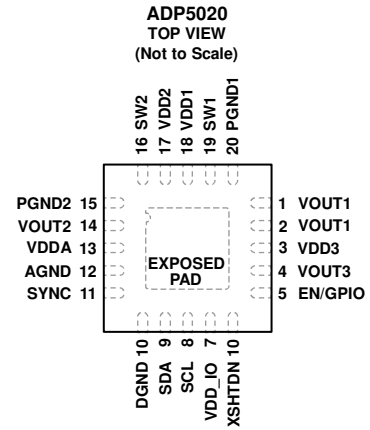 ADP5020
TOP VIEW
(Not to Scale)
16 SW2
17 VDD2
18 VDD1
19 SW1
20 PGND1
PGND2 15
VOUT2 14
VDDA 13
AGND 12
SYNC 11
EXPOSED
PAD
1 VOUT1
2 VOUT1
3 VDD3
4 VOUT3
5 EN/GPIO
DGND 10
SDA 9
SCL 8
VDD_IO 7
XSHTDN 10